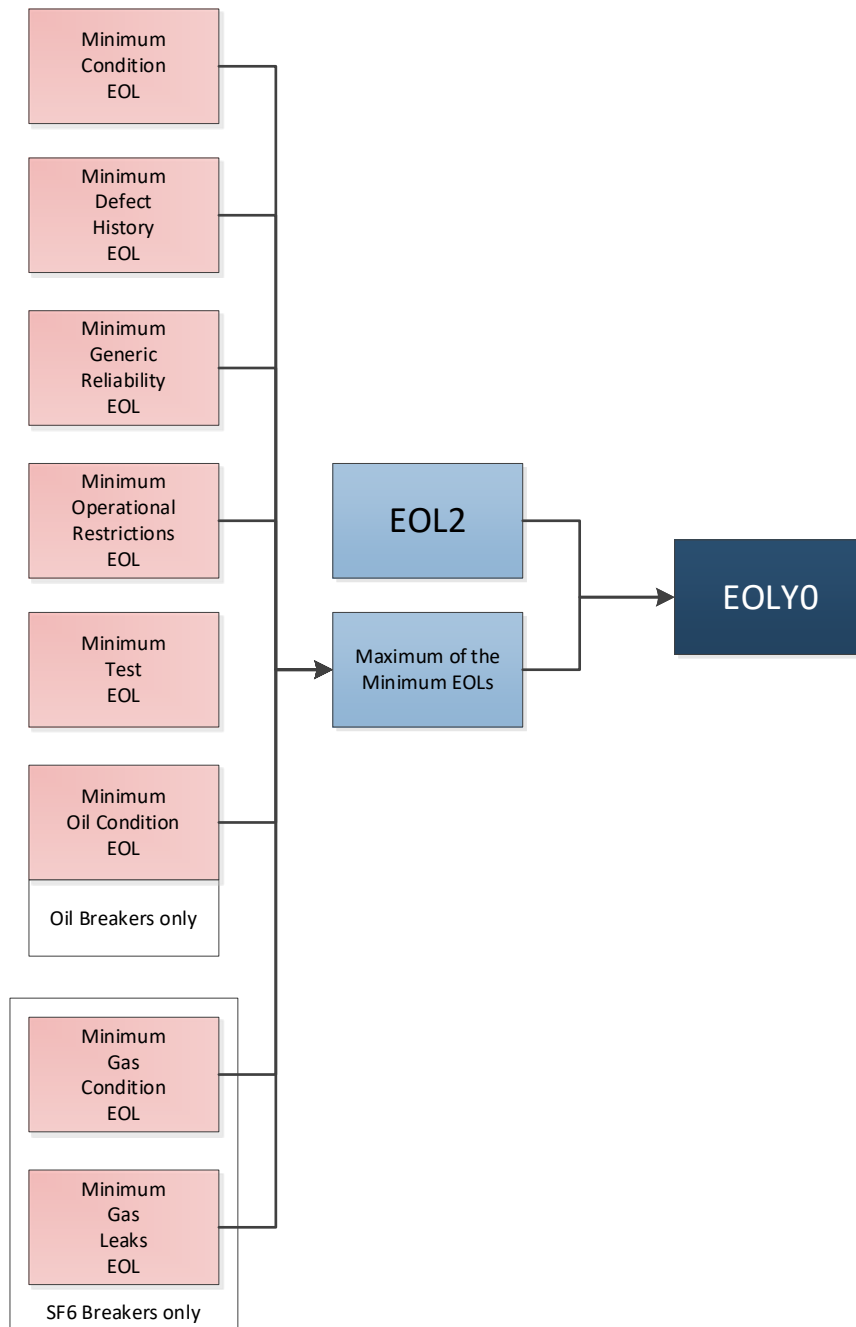 Minimum
Condition
EOL
Minimum
Defect
History
EOL
Minimum
Generic
Reliability
EOL
Minimum
Operational
Restrictions
EOL
Minimum
Test
EOL
Minimum
Oil Condition
EOL
Oil Breakers only
Minimum
Gas
Condition
EOL
Minimum
Gas
Leaks
EOL
SF6 Breakers only
EOL2
Maximum of the
Minimum EOLs
EOLY0